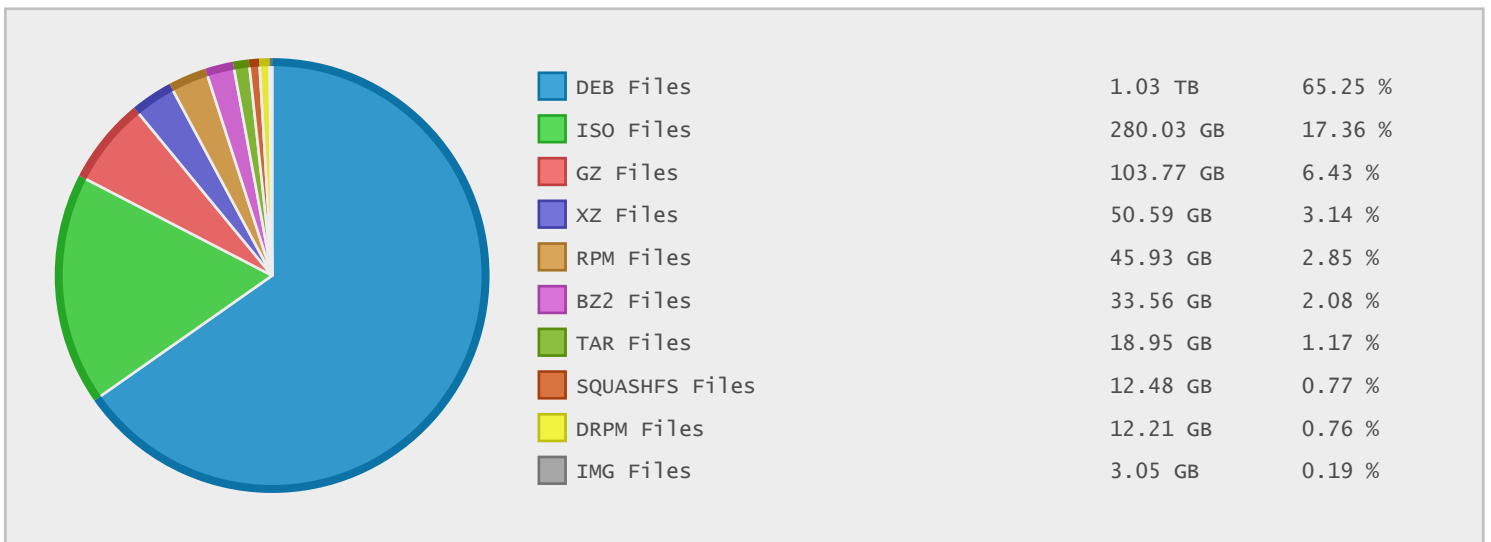 DEB Files 1.03 TB 65.25 %
ISO Files 280.03 GB 17.36 %
GZ Files 103.77 GB 6.43 %
XZ Files 50.59 GB 3.14 %
RPM Files 45.93 GB 2.85 %
BZ2 Files 33.56 GB 2.08 %
TAR Files 18.95 GB 1.17 %
SQUASHFS Files 12.48 GB 0.77 %
DRPM Files 12.21 GB 0.76 %
IMG Files 3.05 GB 0.19 %